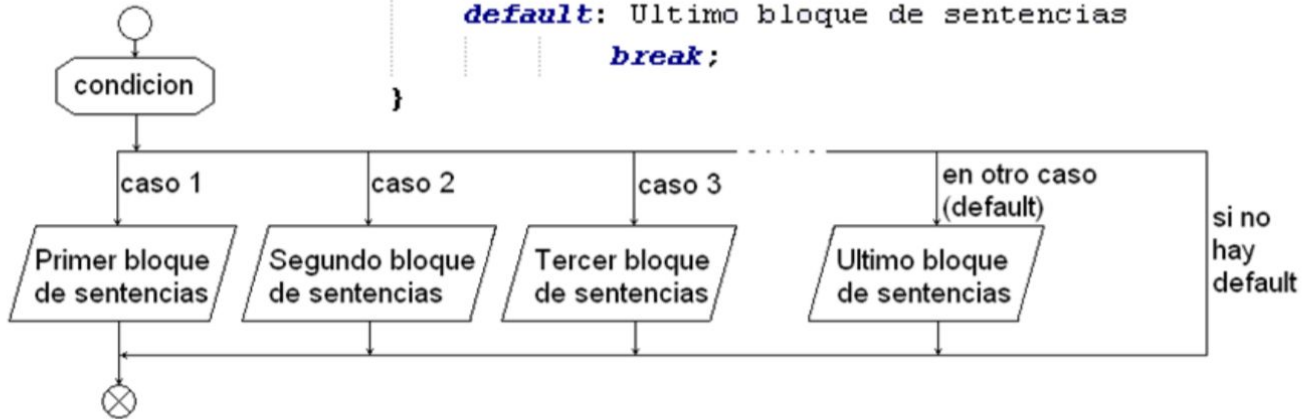 default: Ultimo bloque de sentencias
break;
}
condicion
caso 1
caso 2
caso 3
en otro caso
(default)
si no
hay
default
Primer bloque
de sentencias
Segundo bloque
de sentencias
Tercer bloque
de sentencias
Ultimo bloque
de sentencias